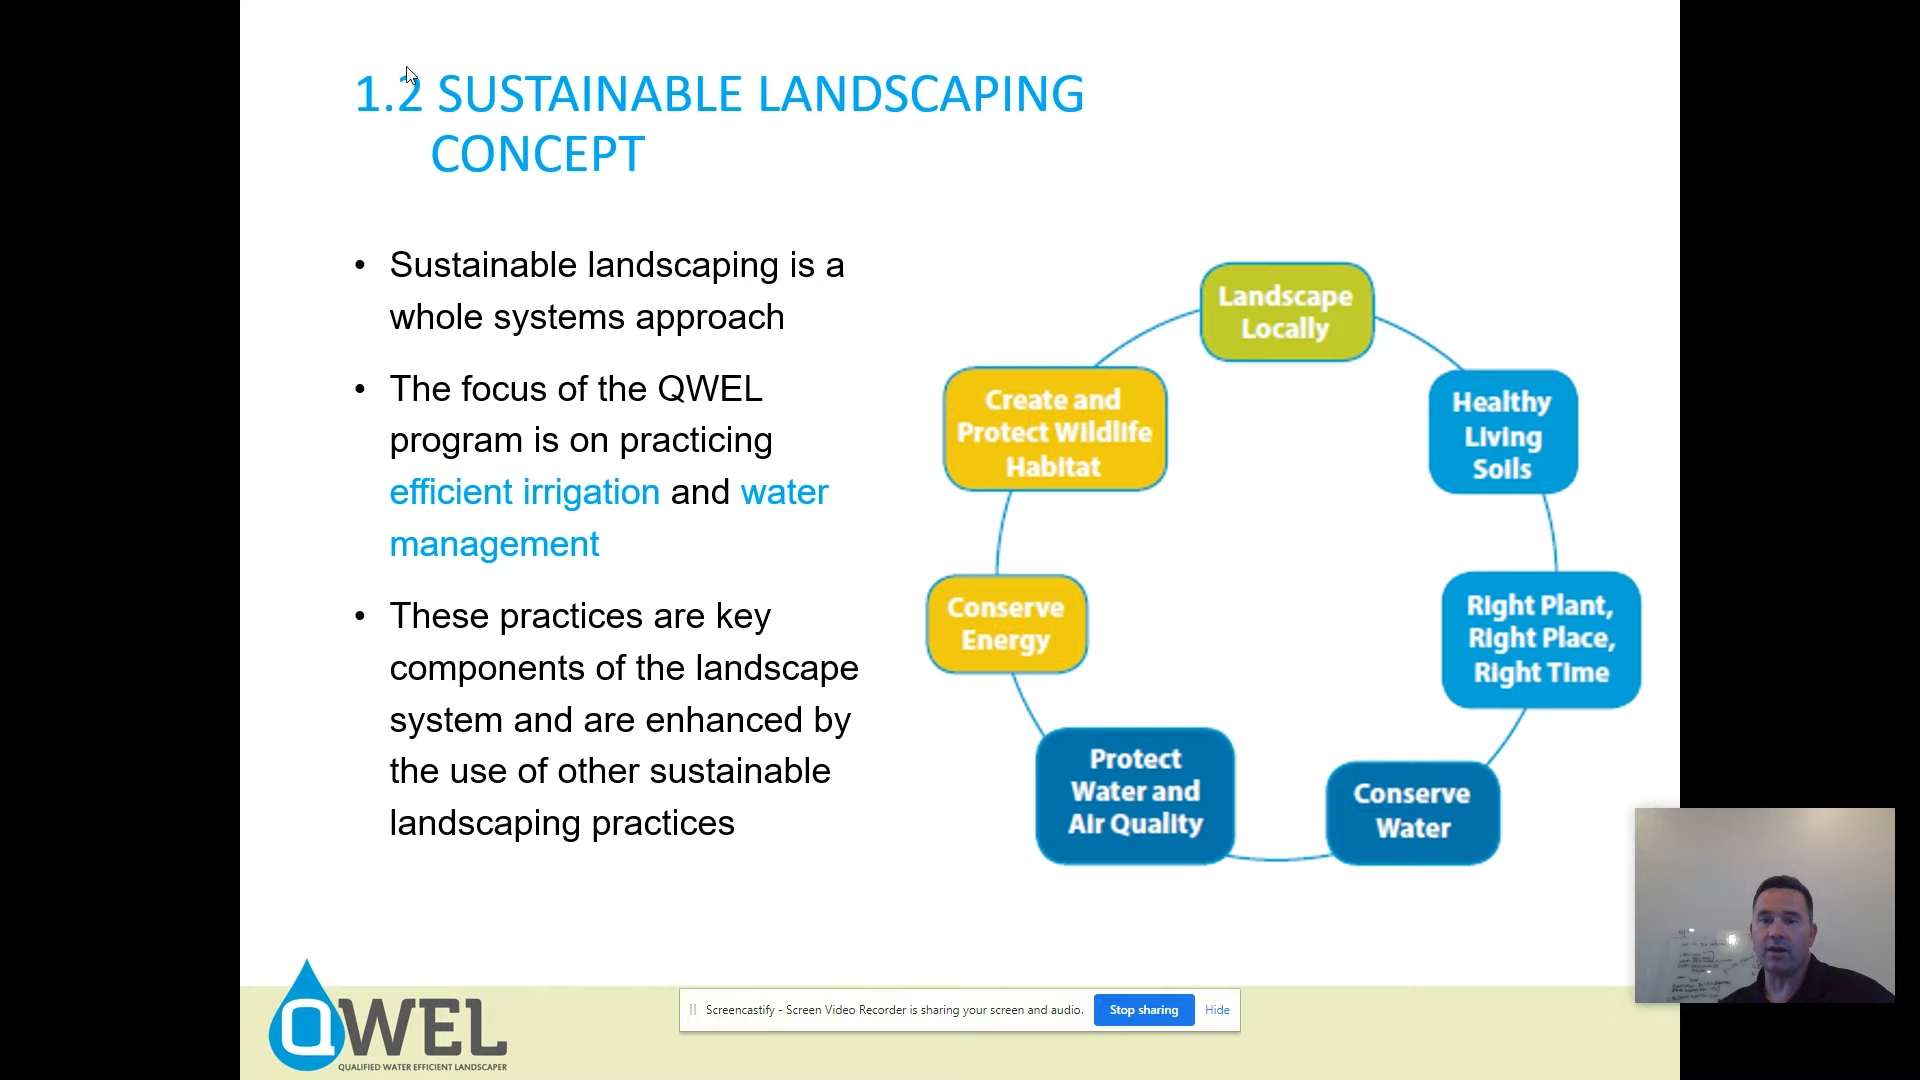 1.2 SUSTAINABLE LANDSCAPING
CONCEPT
• Sustainable landscaping is a
whole systems approach
• The focus of the QWEL
program is on practicing
efficient irrigation and water
management
• These practices are key
components of the landscape
system and are enhanced by
the use of other sustainable
landscaping practices
Landscape
Locally
Healthy
Living
Soils
Right Plant,
Right Place,
Right Time
Conserve
Water
Protect
Water and
Air Quality
Conserve
Energy
Create and
Protect Wildlife
Habitat
QWEL
QUALIFIED WATER EFFICIENT LANDSCAPER
Screencastify - Screen Video Recorder is sharing your screen and audio.
Stop sharing
Hide